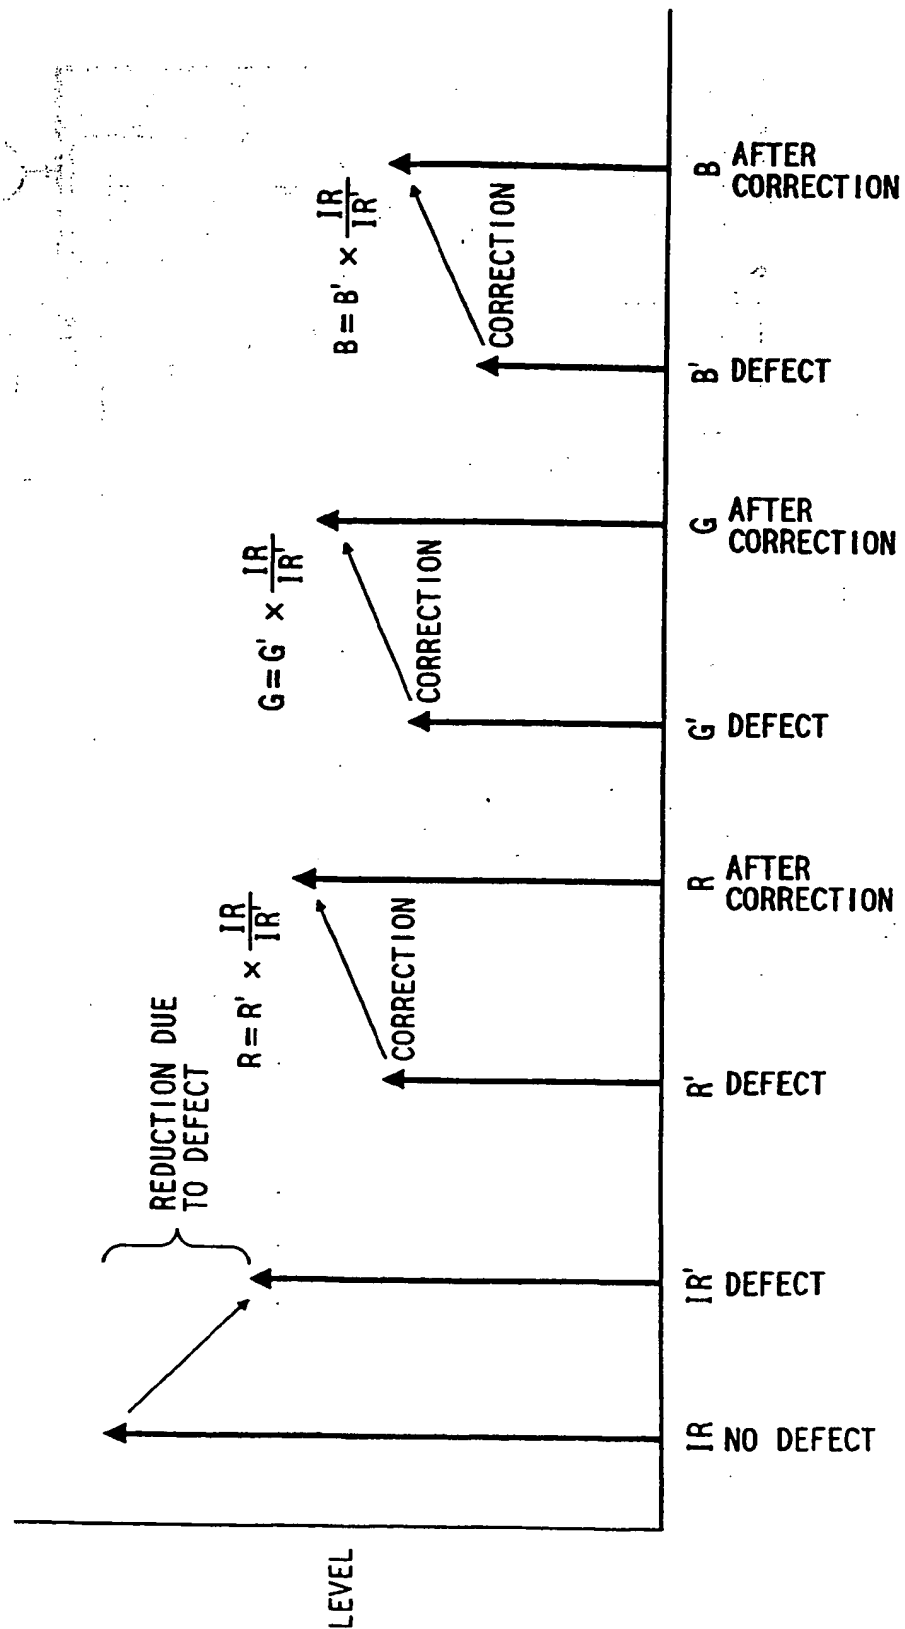 LEVEL
REDUCTION DUE
TO DEFECT
R=R' × IR/IR'
CORRECTION
G=G' × IR/IR'
CORRECTION
B=B' × IR/IR'
CORRECTION
IR NO DEFECT
IR' DEFECT
R' DEFECT
R AFTER
CORRECTION
G' DEFECT
G AFTER
CORRECTION
B' DEFECT
B AFTER
CORRECTION